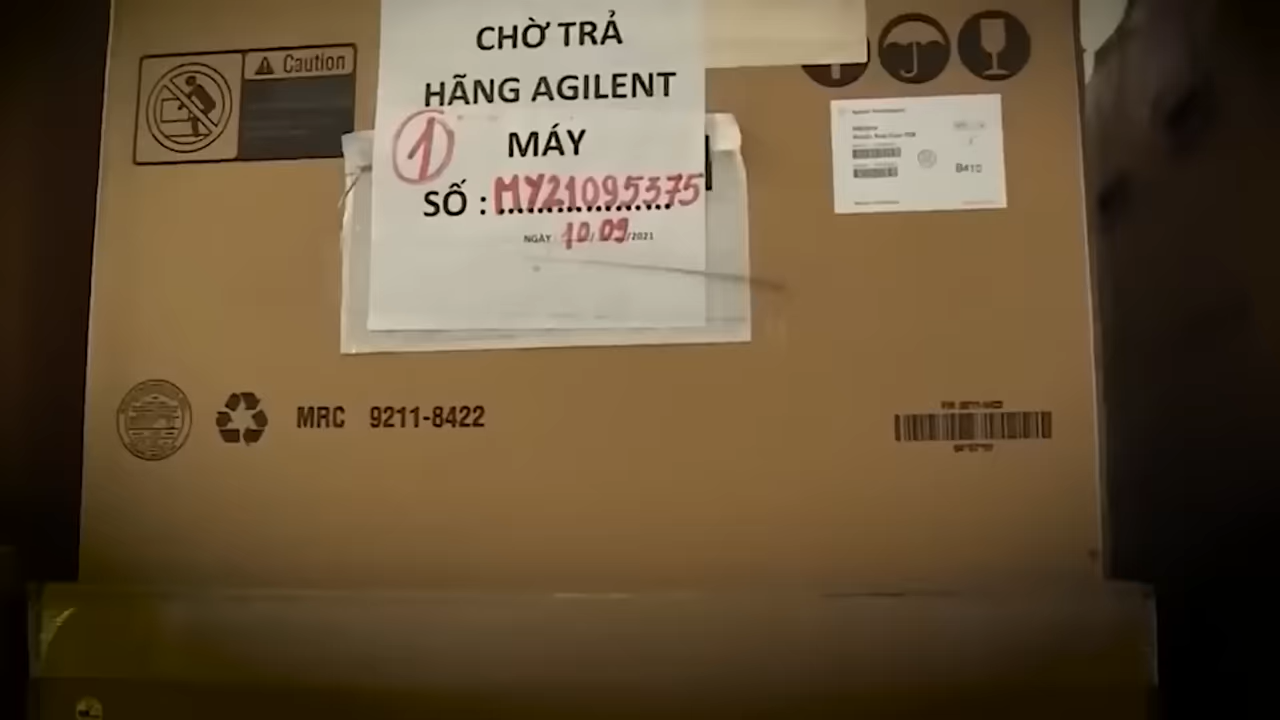 CHỜ TRẢ
HÃNG AGILENT
MÁY
1
SỐ : MY21095375
NGÀY 10/09/2021
Caution
B410
MRC 9211-8422